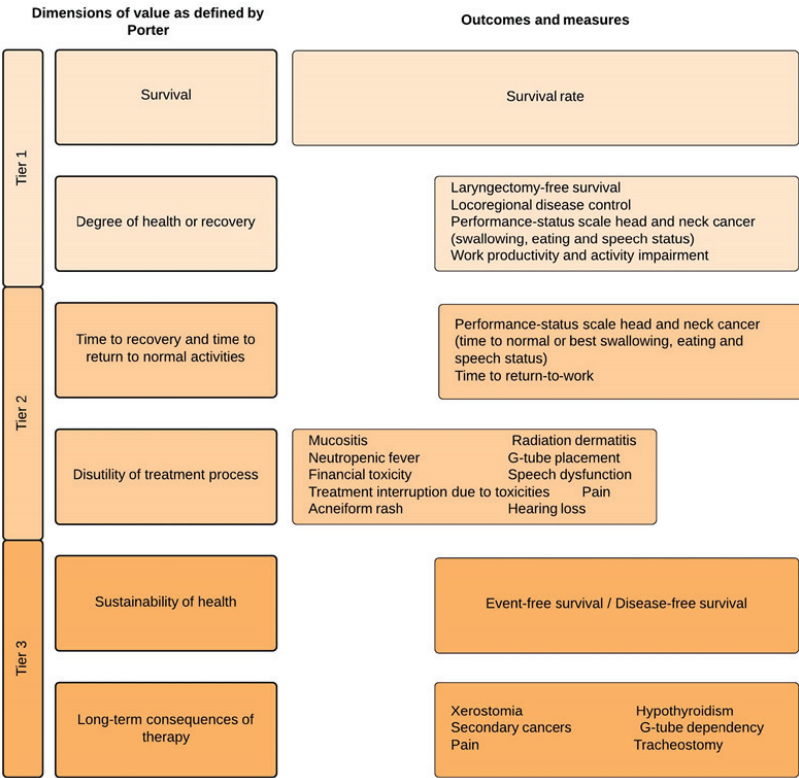 Dimensions of value as defined by
Porter
Outcomes and measures
Tier 1
Survival
Survival rate
Degree of health or recovery
Laryngectomy-free survival
Locoregional disease control
Performance-status scale head and neck cancer
(swallowing, eating and speech status)
Work productivity and activity impairment
Tier 2
Time to recovery and time to
return to normal activities
Performance-status scale head and neck cancer
(time to normal or best swallowing, eating and
speech status)
Time to return-to-work
Disutility of treatment process
Mucositis Radiation dermatitis
Neutropenic fever G-tube placement
Financial toxicity Speech dysfunction
Treatment interruption due to toxicities Pain
Acneiform rash Hearing loss
Tier 3
Sustainability of health
Event-free survival / Disease-free survival
Long-term consequences of
therapy
Xerostomia Hypothyroidism
Secondary cancers G-tube dependency
Pain Tracheostomy